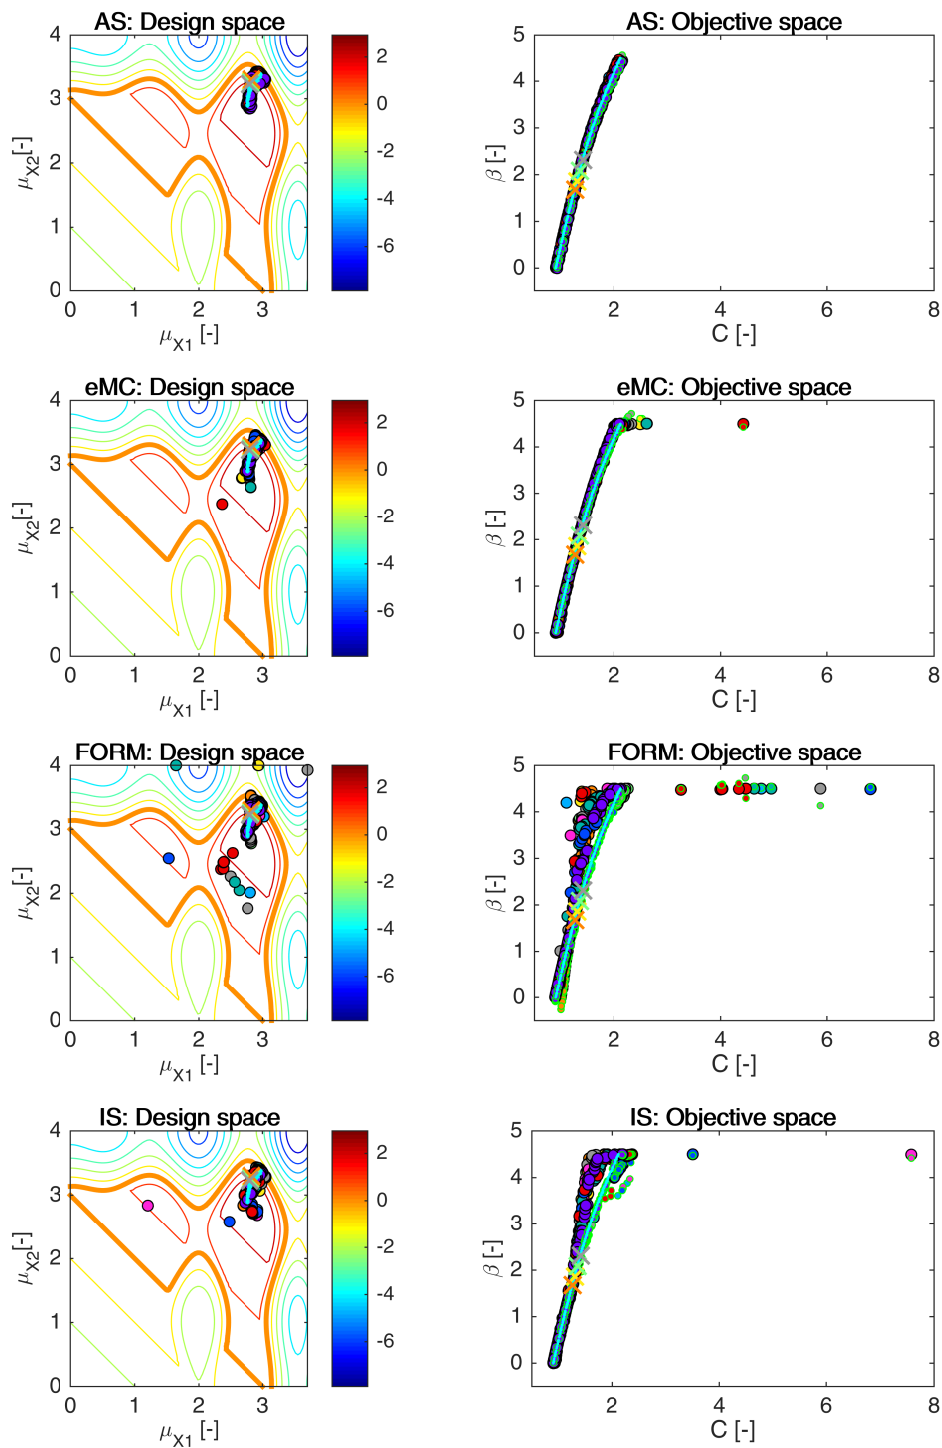 AS: Design space
AS: Objective space
4
3
2
1
0
μX2[-]
0 1 2 3
μX1 [-]
2
0
-2
-4
-6
5
4
3
2
1
0
β [-]
2 4 6 8
C [-]
eMC: Design space
eMC: Objective space
4
3
2
1
0
μX2[-]
0 1 2 3
μX1 [-]
2
0
-2
-4
-6
5
4
3
2
1
0
β [-]
2 4 6 8
C [-]
FORM: Design space
FORM: Objective space
4
3
2
1
0
μX2[-]
0 1 2 3
μX1 [-]
2
0
-2
-4
-6
5
4
3
2
1
0
β [-]
2 4 6 8
C [-]
IS: Design space
IS: Objective space
4
3
2
1
0
μX2[-]
0 1 2 3
μX1 [-]
2
0
-2
-4
-6
5
4
3
2
1
0
β [-]
2 4 6 8
C [-]